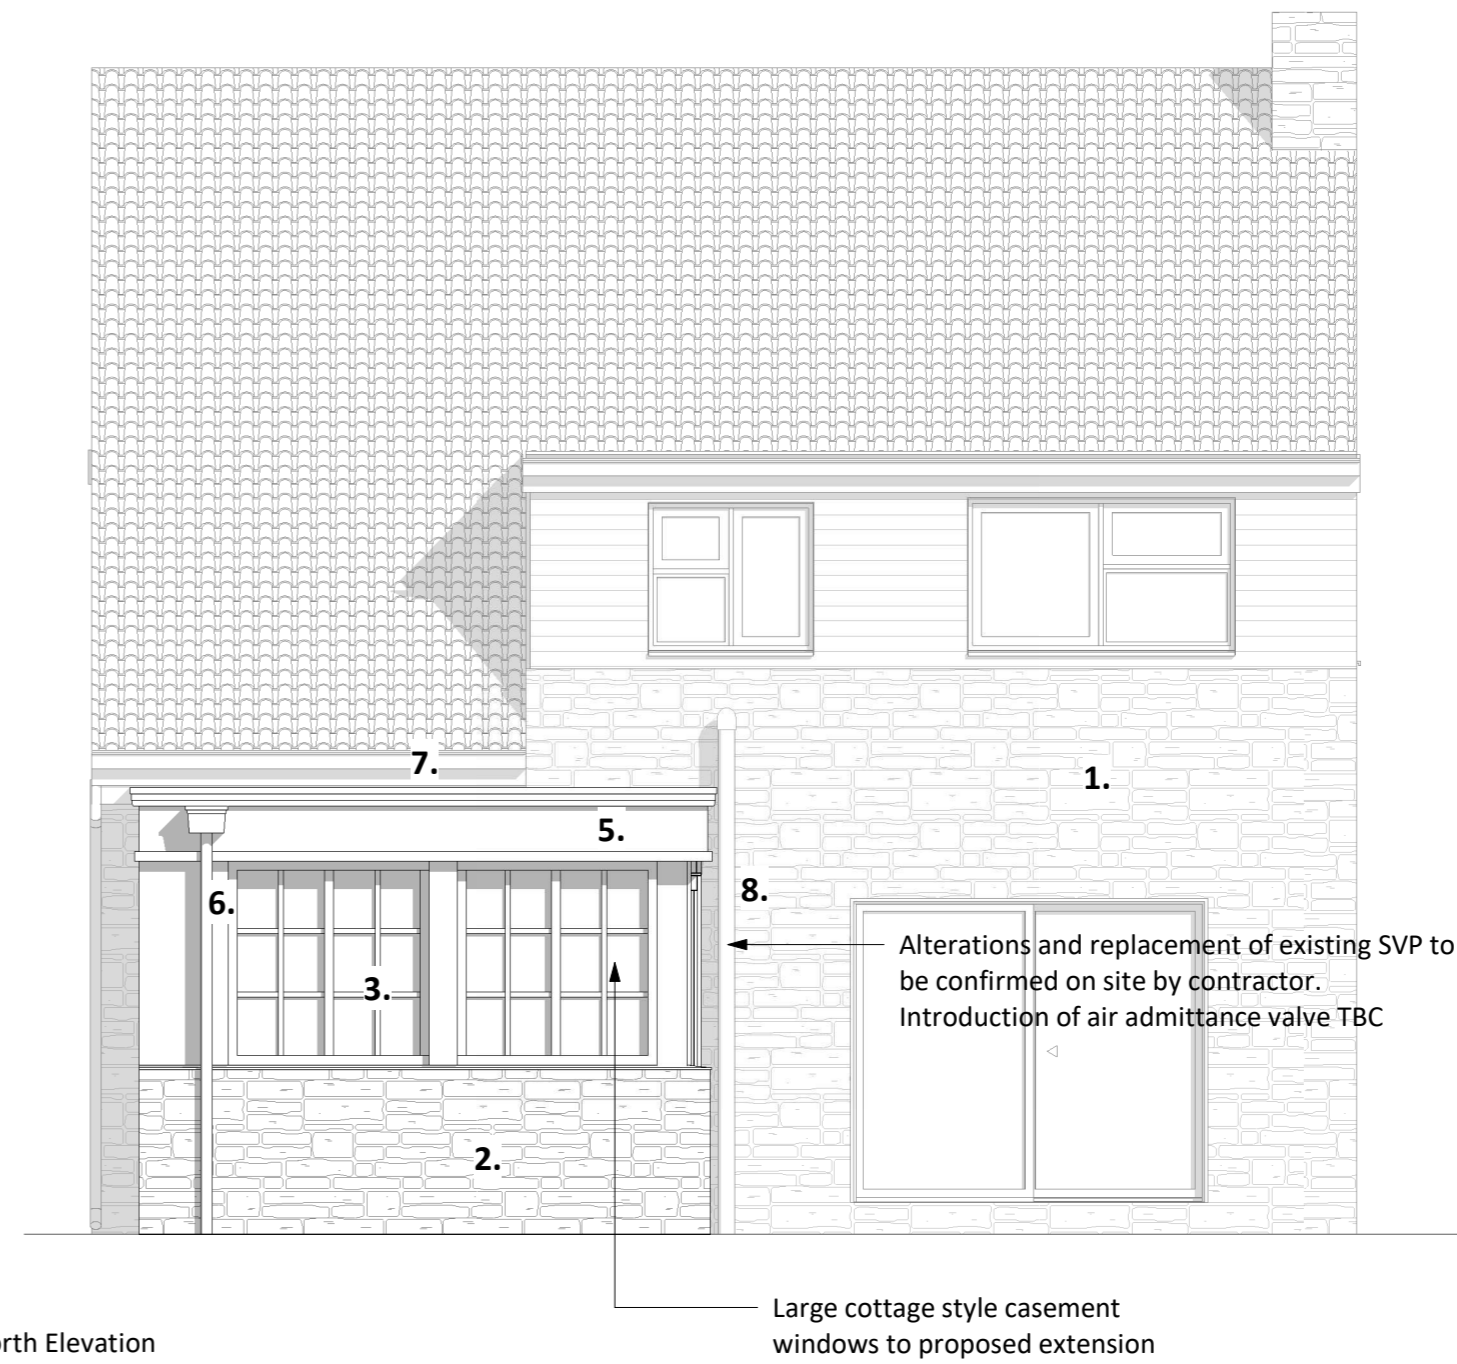 7.
1.
5.
8.
6.
Alterations and replacement of existing SVP to
be confirmed on site by contractor.
3.
Introduction of air admittance valve TBC
2.
Large cottage style casement
windows to proposed extension
rth Elevation